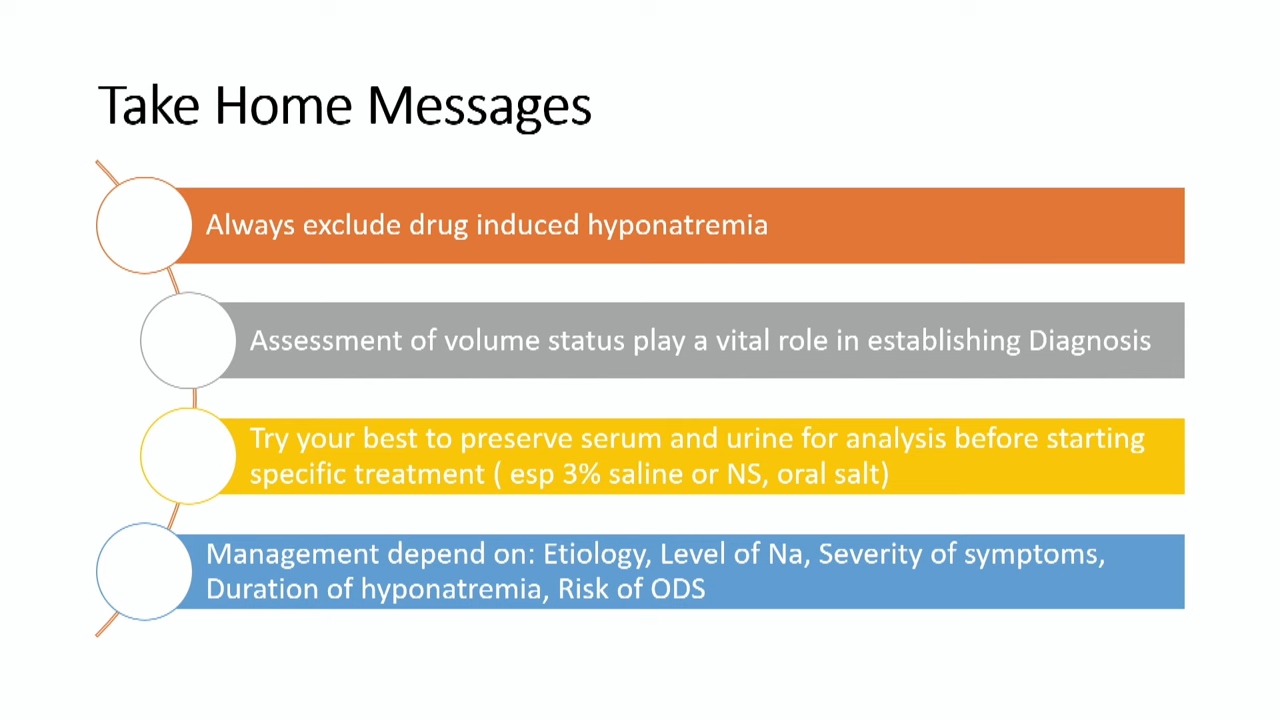 Take Home Messages
Always exclude drug induced hyponatremia
Assessment of volume status play a vital role in establishing Diagnosis
Try your best to preserve serum and urine for analysis before starting
specific treatment ( esp 3% saline or NS, oral salt)
Management depend on: Etiology, Level of Na, Severity of symptoms,
Duration of hyponatremia, Risk of ODS